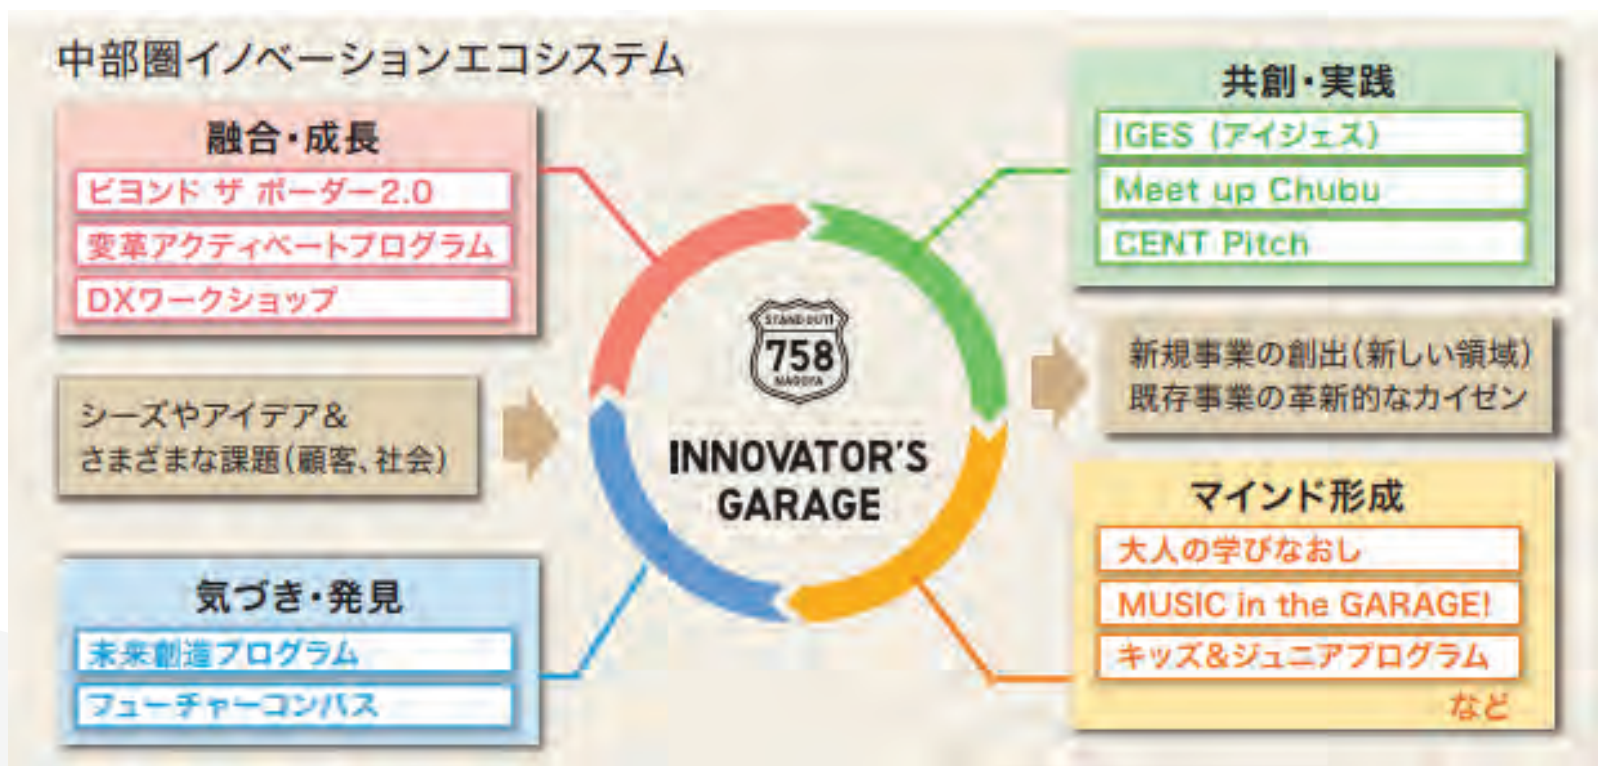 中部圏イノベーションエコシステム
融合・成長
ビヨンド ザ ボーダー2.0
変革アクティベートプログラム
DXワークショップ
シーズやアイデア&
さまざまな課題(顧客、社会)
気づき・発見
未来創造プログラム
フューチャーコンパス
STAND OUT!
758
NAGOYA
INNOVATOR'S
GARAGE
共創・実践
IGES (アイジェス)
Meet up Chubu
CENT Pitch
新規事業の創出(新しい領域)
既存事業の革新的なカイゼン
マインド形成
大人の学びなおし
MUSIC in the GARAGE!
キッズ&ジュニアプログラム
など